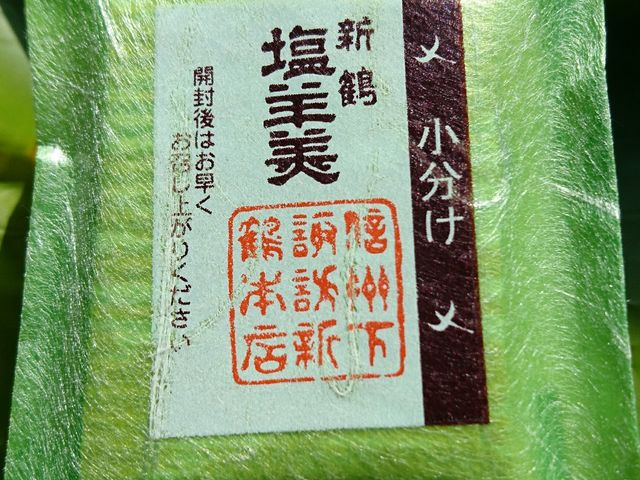 〆 小分け 〆
新鶴
塩羊羹
開封後はお早く
お召し上がりください
信州下
諏訪新
鶴本店